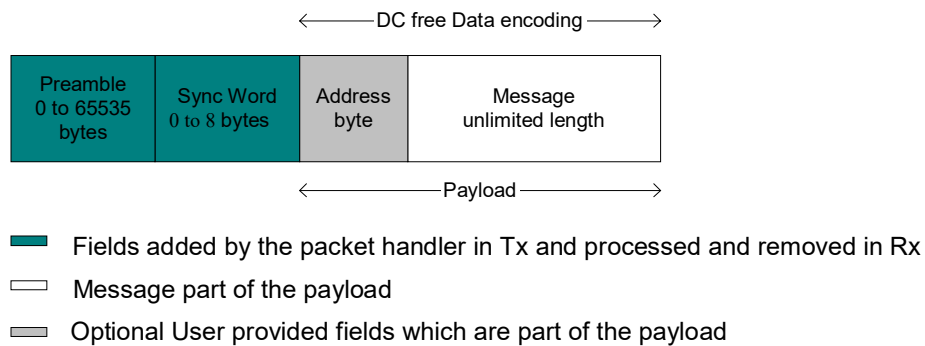 DC free Data encoding
Preamble
0 to 65535
bytes
Sync Word
0 to 8 bytes
Address
byte
Message
unlimited length
Payload
Fields added by the packet handler in Tx and processed and removed in Rx
Message part of the payload
Optional User provided fields which are part of the payload